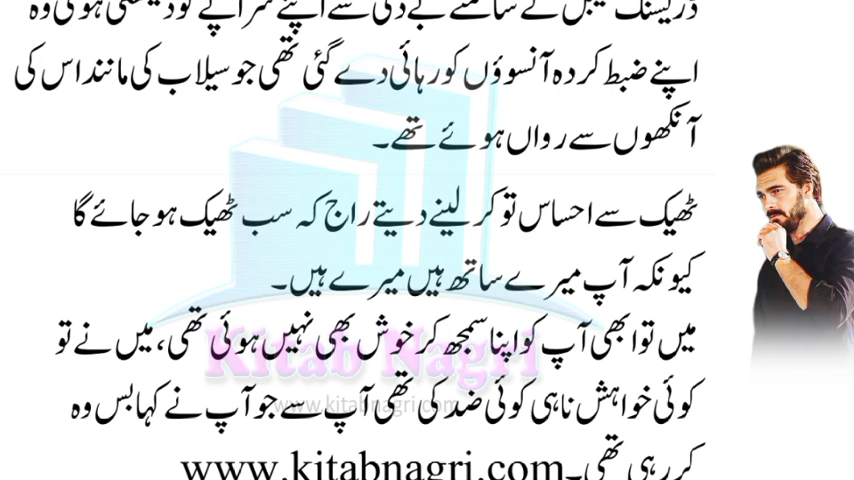 ڈریسنگ ٹیبل کے سامنے بے دلی سے اپنے سراپے کو دیکھتی ہوئی وہ
اپنے ضبط کردہ آنسوؤں کو رہائی دے گئی تھی جو سیلاب کی مانند اس کی
آنکھوں سے رواں ہوئے تھے۔
ٹھیک سے احساس تو کر لینے دیتے راج کہ سب ٹھیک ہو جائے گا
کیونکہ آپ میرے ساتھ ہیں میرے ہیں۔
میں تو ابھی آپ کو اپنا سمجھ کر خوش بھی نہیں ہوئی تھی، میں نے تو
کوئی خواہش ناہی کوئی ضد کی تھی آپ سے جو آپ نے کہا بس وہ
کر رہی تھی۔www.kitabnagri.com
Kitab Nagri
www.kitabnagri.com